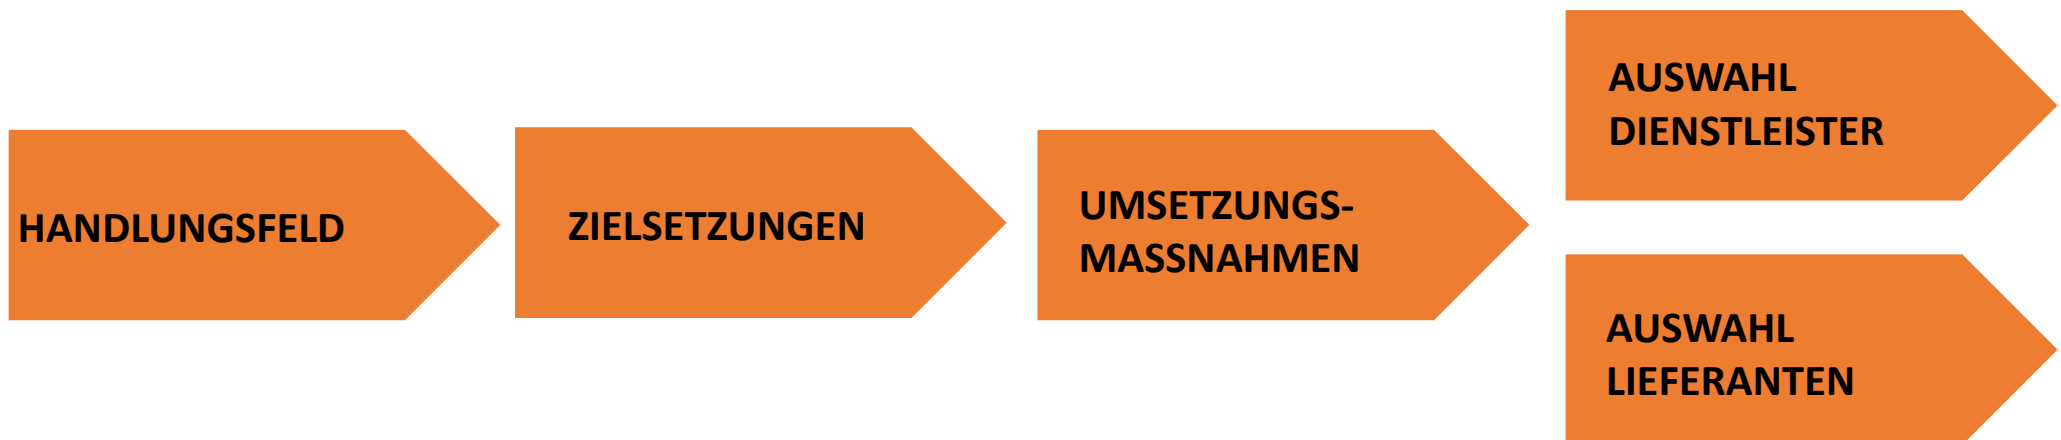 HANDLUNGSFELD
ZIELSETZUNGEN
UMSETZUNGS-
MASSNAHMEN
AUSWAHL
DIENSTLEISTER
AUSWAHL
LIEFERANTEN